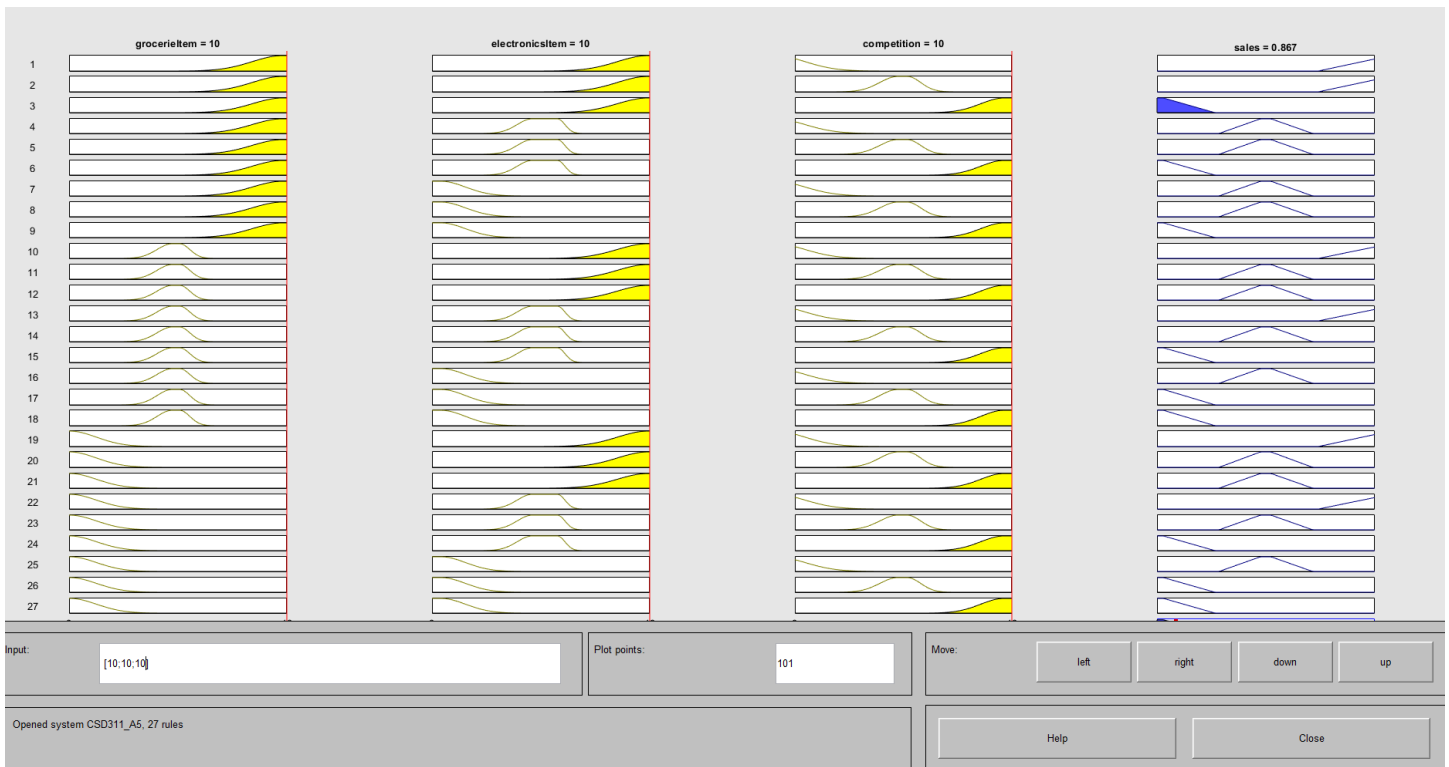 grocerieItem = 10
electronicsItem = 10
competition = 10
sales = 0.867
1
2
3
4
5
6
7
8
9
10
11
12
13
14
15
16
17
18
19
20
21
22
23
24
25
26
27
Input:
[10;10;10]
Plot points:
101
Move:
left
right
down
up
Opened system CSD311_A5, 27 rules
Help
Close